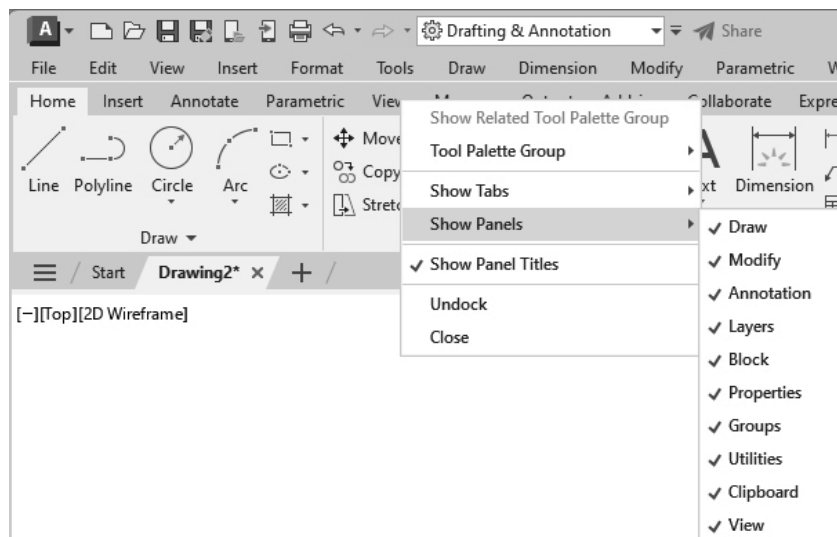 A Drafting & Annotation Share
File Edit View Insert Format Tools Draw Dimension Modify Parametric
Home Insert Annotate Parametric Collaborate
Show Related Tool Palette Group
Tool Palette Group
Show Tabs
Show Panels
Show Panel Titles
Undock
Close
Line Polyline Circle Arc
Copy
Dimension
Draw
Start Drawing2*
[−][Top][2D Wireframe]
Draw
Modify
Annotation
Layers
Block
Properties
Groups
Utilities
Clipboard
View